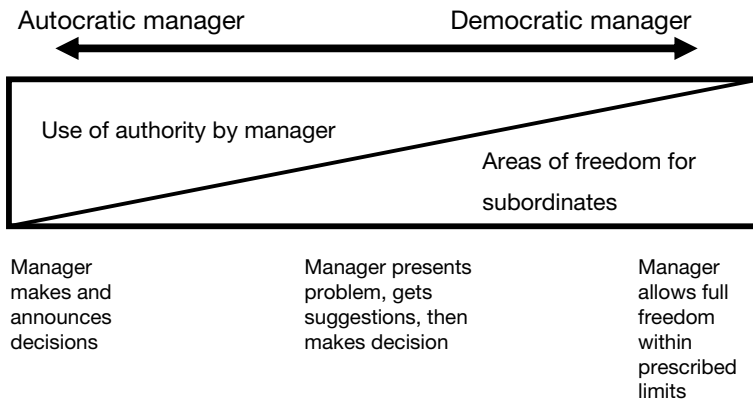 Autocratic manager
Democratic manager
Use of authority by manager
Areas of freedom for
subordinates
Manager
makes and
announces
decisions
Manager presents
problem, gets
suggestions, then
makes decision
Manager
allows full
freedom
within
prescribed
limits